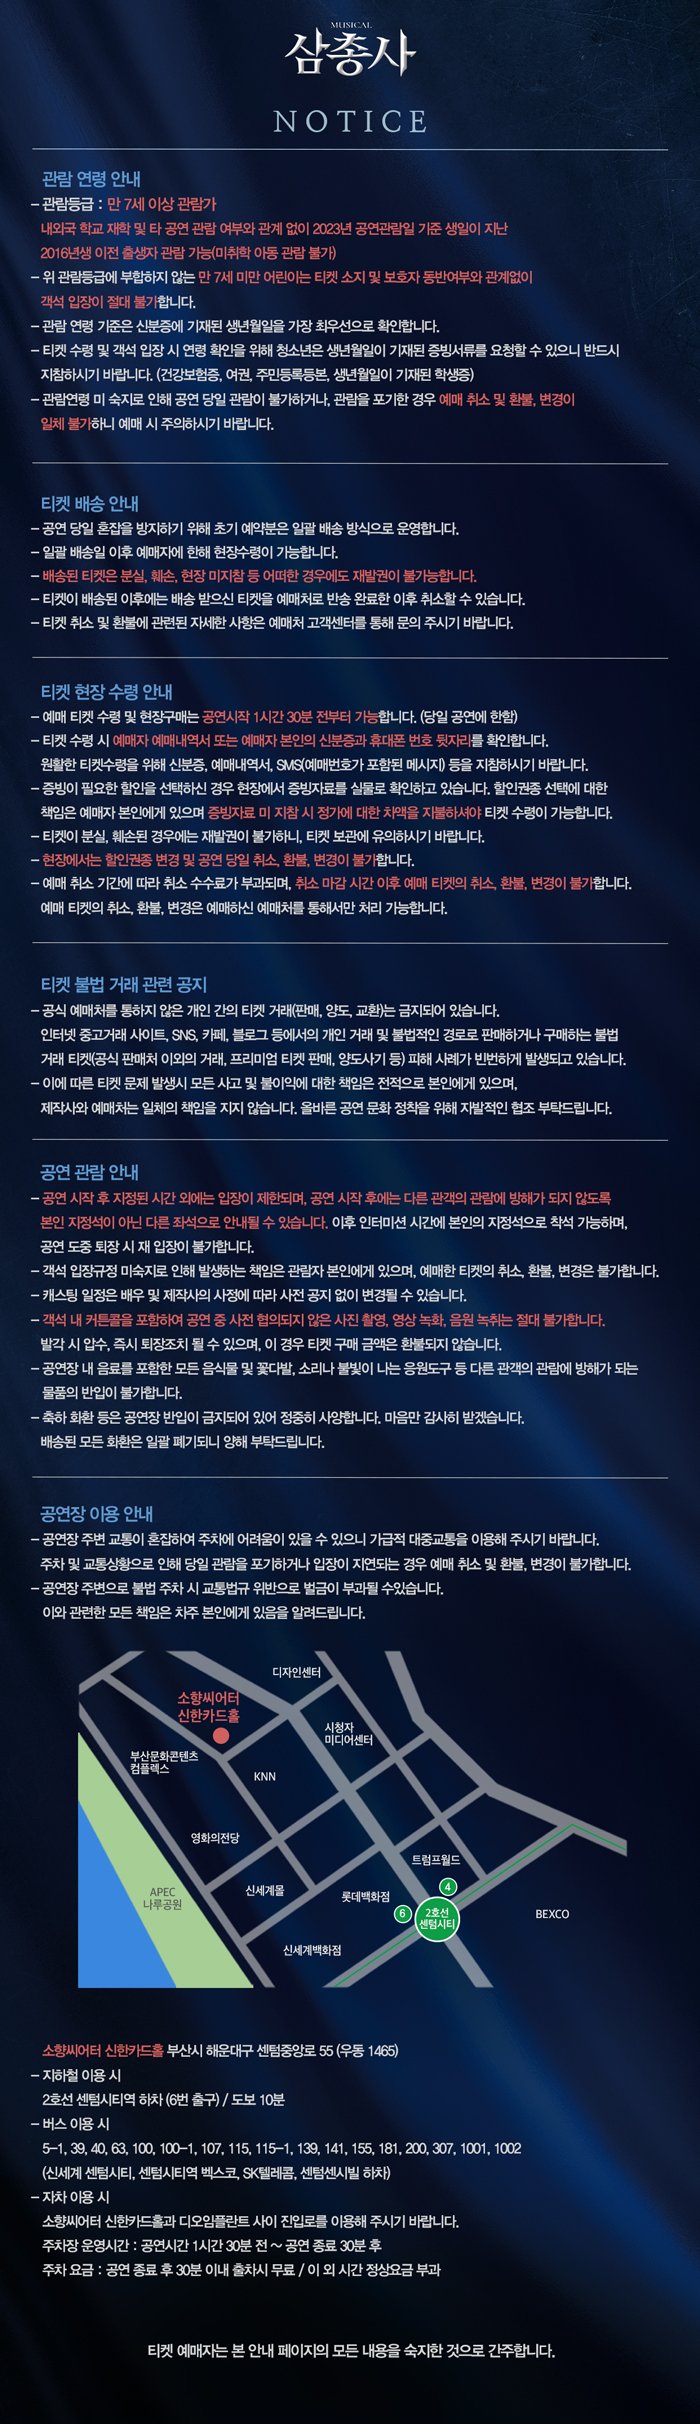 MUSICAL
삼총사
NOTICE
관람 연령 안내
– 관람등급 : 만 7세 이상 관람가
내외국 학교 재학 및 타 공연 관람 여부와 관계 없이 2023년 공연관람일 기준 생일이 지난
2016년생 이전 출생자 관람 가능(미취학 아동 관람 불가)
– 위 관람등급에 부합하지 않는 만 7세 미만 어린이는 티켓 소지 및 보호자 동반여부와 관계없이
객석 입장이 절대 불가합니다.
– 관람 연령 기준은 신분증에 기재된 생년월일을 가장 최우선으로 확인합니다.
– 티켓 수령 및 객석 입장 시 연령 확인을 위해 청소년은 생년월일이 기재된 증빙서류를 요청할 수 있으니 반드시
지참하시기 바랍니다. (건강보험증, 여권, 주민등록등본, 생년월일이 기재된 학생증)
– 관람연령 미 숙지로 인해 공연 당일 관람이 불가하거나, 관람을 포기한 경우 예매 취소 및 환불, 변경이
일체 불가하니 예매 시 주의하시기 바랍니다.
티켓 배송 안내
– 공연 당일 혼잡을 방지하기 위해 초기 예약분은 일괄 배송 방식으로 운영합니다.
– 일괄 배송일 이후 예매자에 한해 현장수령이 가능합니다.
– 배송된 티켓은 분실, 훼손, 현장 미지참 등 어떠한 경우에도 재발권이 불가능합니다.
– 티켓이 배송된 이후에는 배송 받으신 티켓을 예매처로 반송 완료한 이후 취소할 수 있습니다.
– 티켓 취소 및 환불에 관련된 자세한 사항은 예매처 고객센터를 통해 문의 주시기 바랍니다.
티켓 현장 수령 안내
– 예매 티켓 수령 및 현장구매는 공연시작 1시간 30분 전부터 가능합니다. (당일 공연에 한함)
– 티켓 수령 시 예매자 예매내역서 또는 예매자 본인의 신분증과 휴대폰 번호 뒷자리를 확인합니다.
원활한 티켓수령을 위해 신분증, 예매내역서, SMS(예매번호가 포함된 메시지) 등을 지참하시기 바랍니다.
– 증빙이 필요한 할인을 선택하신 경우 현장에서 증빙자료를 실물로 확인하고 있습니다. 할인권종 선택에 대한
책임은 예매자 본인에게 있으며 증빙자료 미 지참 시 정가에 대한 차액을 지불하셔야 티켓 수령이 가능합니다.
– 티켓이 분실, 훼손된 경우에는 재발권이 불가하니, 티켓 보관에 유의하시기 바랍니다.
– 현장에서는 할인권종 변경 및 공연 당일 취소, 환불, 변경이 불가합니다.
– 예매 취소 기간에 따라 취소 수수료가 부과되며, 취소 마감 시간 이후 예매 티켓의 취소, 환불, 변경이 불가합니다.
예매 티켓의 취소, 환불, 변경은 예매하신 예매처를 통해서만 처리 가능합니다.
티켓 불법 거래 관련 공지
– 공식 예매처를 통하지 않은 개인 간의 티켓 거래(판매, 양도, 교환)는 금지되어 있습니다.
인터넷 중고거래 사이트, SNS, 카페, 블로그 등에서의 개인 거래 및 불법적인 경로로 판매하거나 구매하는 불법
거래 티켓(공식 판매처 이외의 거래, 프리미엄 티켓 판매, 양도사기 등) 피해 사례가 빈번하게 발생되고 있습니다.
– 이에 따른 티켓 문제 발생시 모든 사고 및 불이익에 대한 책임은 전적으로 본인에게 있으며,
제작사와 예매처는 일체의 책임을 지지 않습니다. 올바른 공연 문화 정착을 위해 자발적인 협조 부탁드립니다.
공연 관람 안내
– 공연 시작 후 지정된 시간 외에는 입장이 제한되며, 공연 시작 후에는 다른 관객의 관람에 방해가 되지 않도록
본인 지정석이 아닌 다른 좌석으로 안내될 수 있습니다. 이후 인터미션 시간에 본인의 지정석으로 착석 가능하며,
공연 도중 퇴장 시 재 입장이 불가합니다.
– 객석 입장규정 미숙지로 인해 발생하는 책임은 관람자 본인에게 있으며, 예매한 티켓의 취소, 환불, 변경은 불가합니다.
– 캐스팅 일정은 배우 및 제작사의 사정에 따라 사전 공지 없이 변경될 수 있습니다.
– 객석 내 커튼콜을 포함하여 공연 중 사전 협의되지 않은 사진 촬영, 영상 녹화, 음원 녹취는 절대 불가합니다.
발각 시 압수, 즉시 퇴장조치 될 수 있으며, 이 경우 티켓 구매 금액은 환불되지 않습니다.
– 공연장 내 음료를 포함한 모든 음식물 및 꽃다발, 소리나 불빛이 나는 응원도구 등 다른 관객의 관람에 방해가 되는
물품의 반입이 불가합니다.
– 축하 화환 등은 공연장 반입이 금지되어 있어 정중히 사양합니다. 마음만 감사히 받겠습니다.
배송된 모든 화환은 일괄 폐기되니 양해 부탁드립니다.
공연장 이용 안내
– 공연장 주변 교통이 혼잡하여 주차에 어려움이 있을 수 있으니 가급적 대중교통을 이용해 주시기 바랍니다.
주차 및 교통상황으로 인해 당일 관람을 포기하거나 입장이 지연되는 경우 예매 취소 및 환불, 변경이 불가합니다.
– 공연장 주변으로 불법 주차 시 교통법규 위반으로 벌금이 부과될 수있습니다.
이와 관련한 모든 책임은 차주 본인에게 있음을 알려드립니다.
디자인센터
소향씨어터
신한카드홀
시청자
미디어센터
부산문화콘텐츠
컴플렉스
KNN
영화의전당
트럼프월드
신세계몰
APEC
나루공원
롯데백화점
4
6
2호선
센텀시티
BEXCO
신세계백화점
소향씨어터 신한카드홀 부산시 해운대구 센텀중앙로 55 (우동 1465)
– 지하철 이용 시
2호선 센텀시티역 하차 (6번 출구) / 도보 10분
– 버스 이용 시
5-1, 39, 40, 63, 100, 100-1, 107, 115, 115-1, 139, 141, 155, 181, 200, 307, 1001, 1002
(신세계 센텀시티, 센텀시티역 벡스코, SK텔레콤, 센텀센시빌 하차)
– 자차 이용 시
소향씨어터 신한카드홀과 디오임플란트 사이 진입로를 이용해 주시기 바랍니다.
주차장 운영시간 : 공연시간 1시간 30분 전 ~ 공연 종료 30분 후
주차 요금 : 공연 종료 후 30분 이내 출차시 무료 / 이 외 시간 정상요금 부과
티켓 예매자는 본 안내 페이지의 모든 내용을 숙지한 것으로 간주합니다.